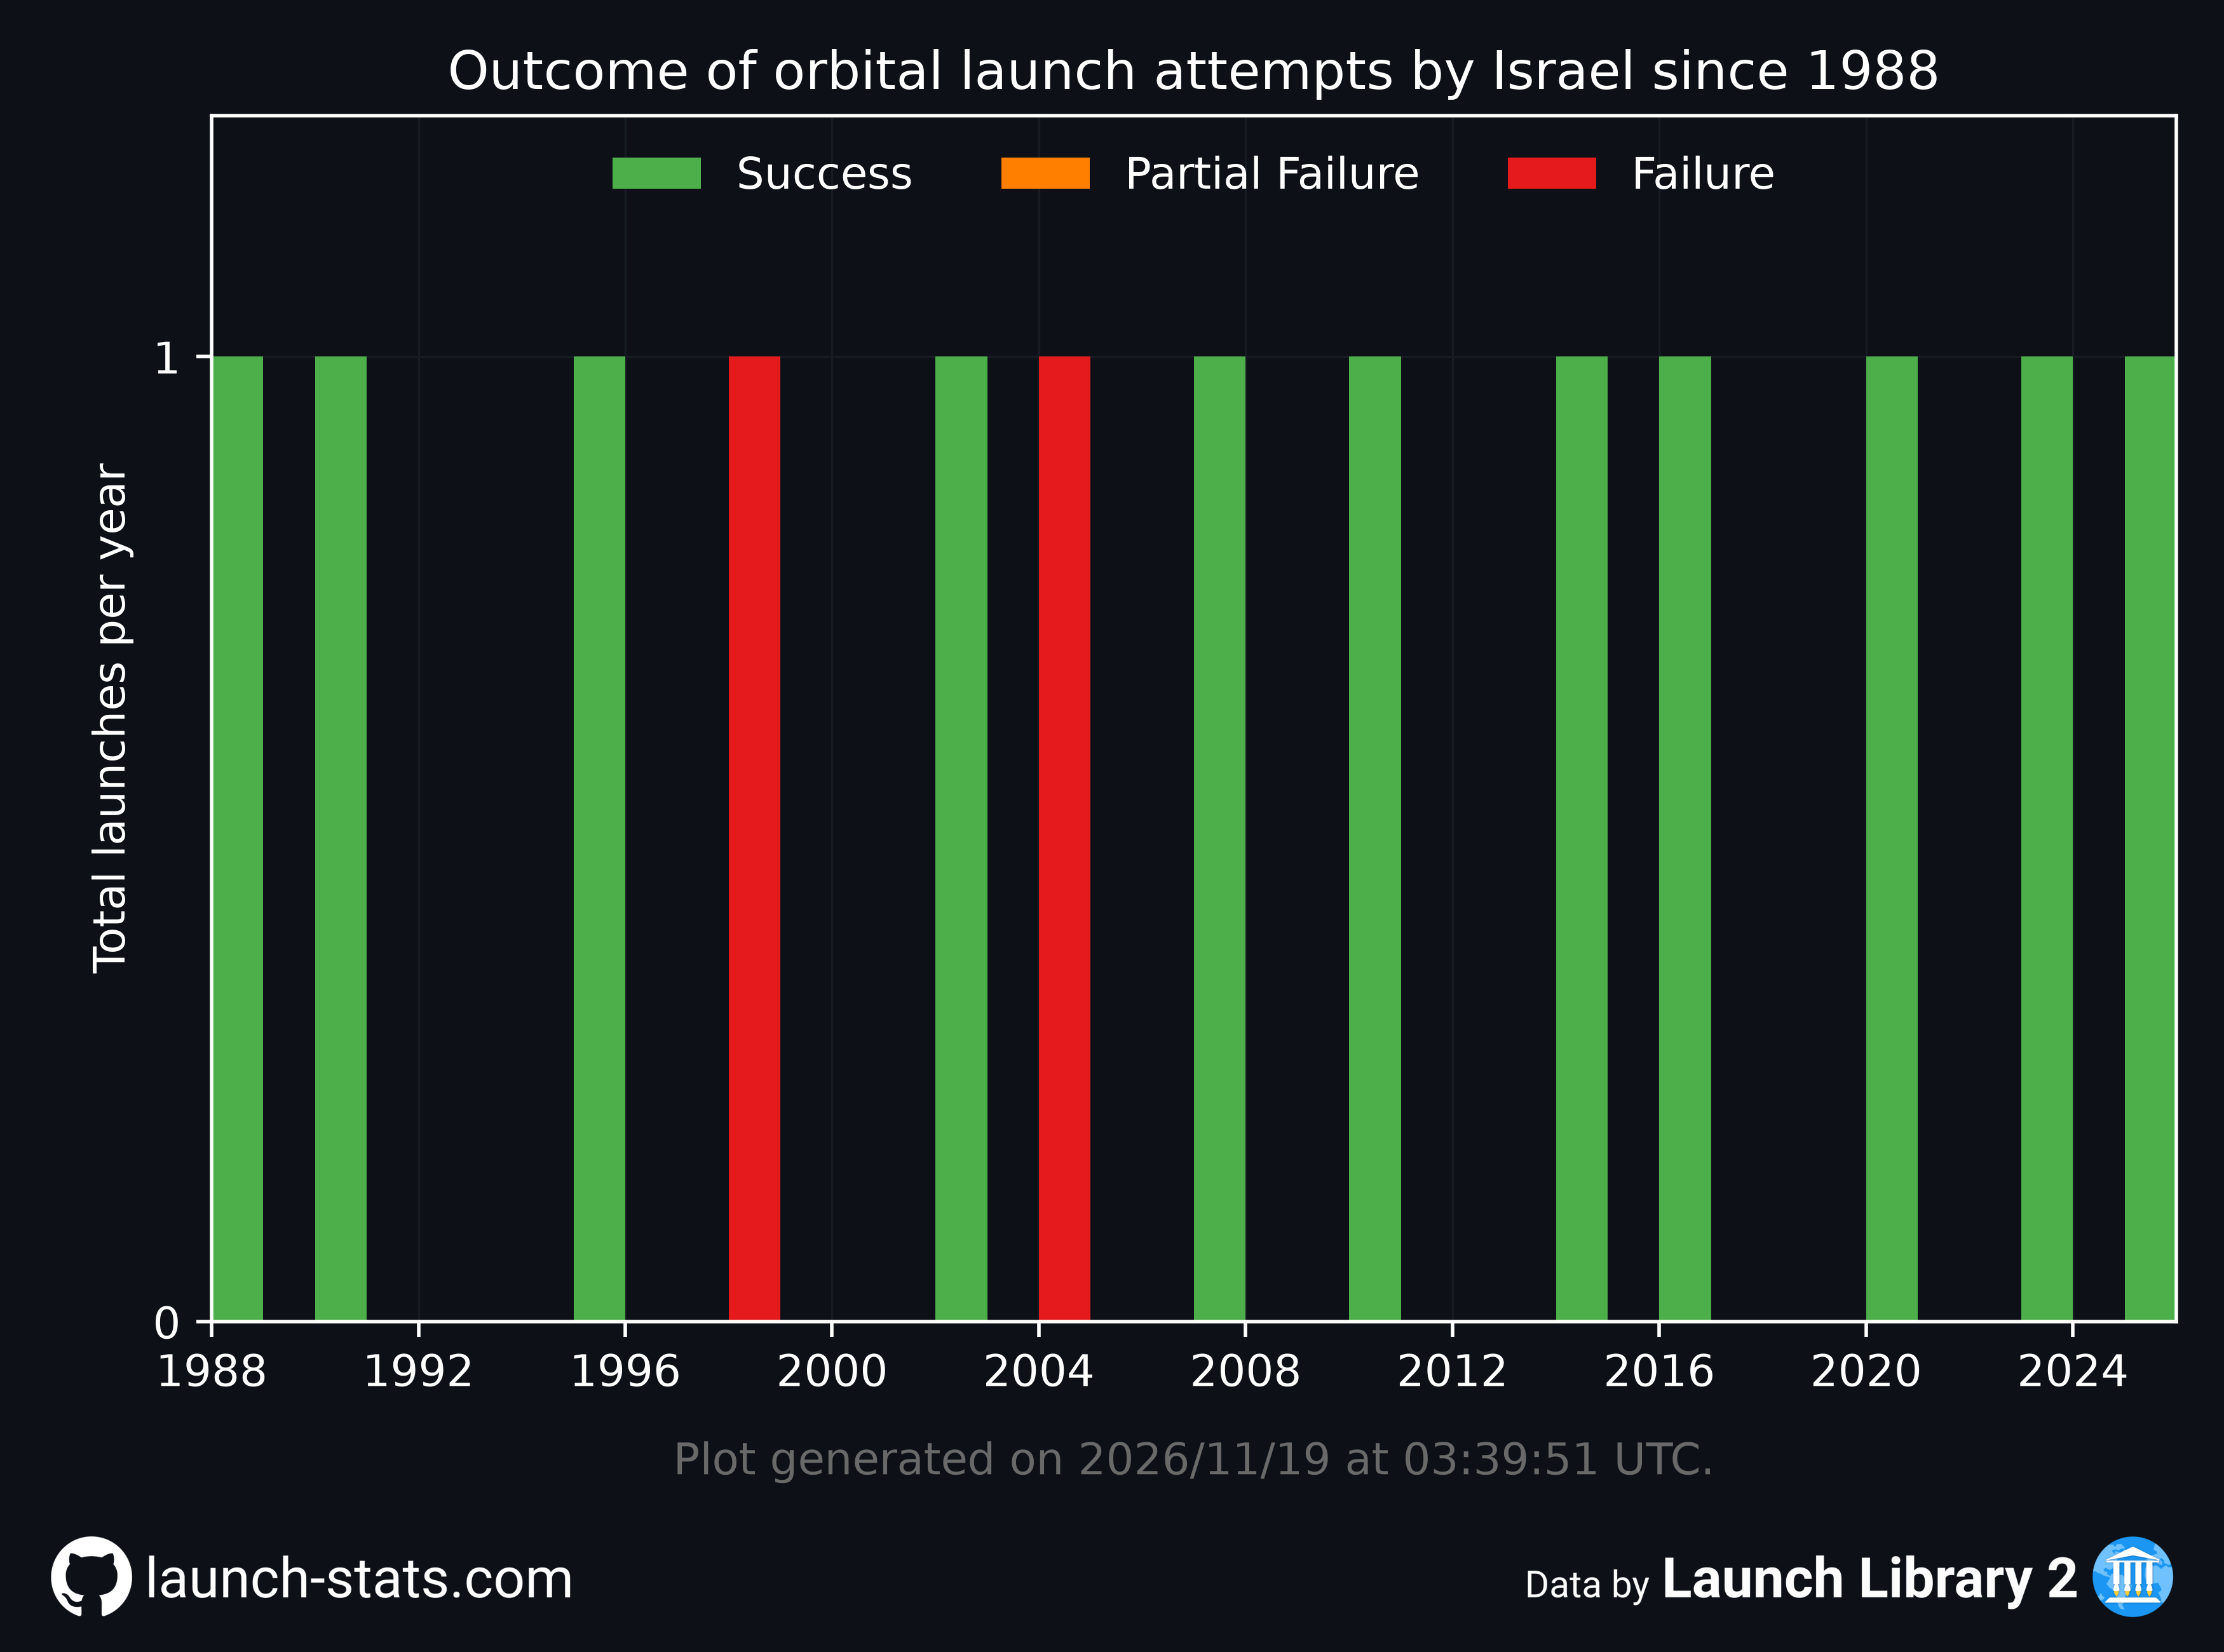 Outcome of orbital launch attempts by Israel since 1988
Success Partial Failure Failure
1
Total launches per year
0
1988 1992 1996 2000 2004 2008 2012 2016 2020 2024
Plot generated on 2026/11/19 at 03:39:51 UTC.
launch-stats.com
Data by Launch Library 2